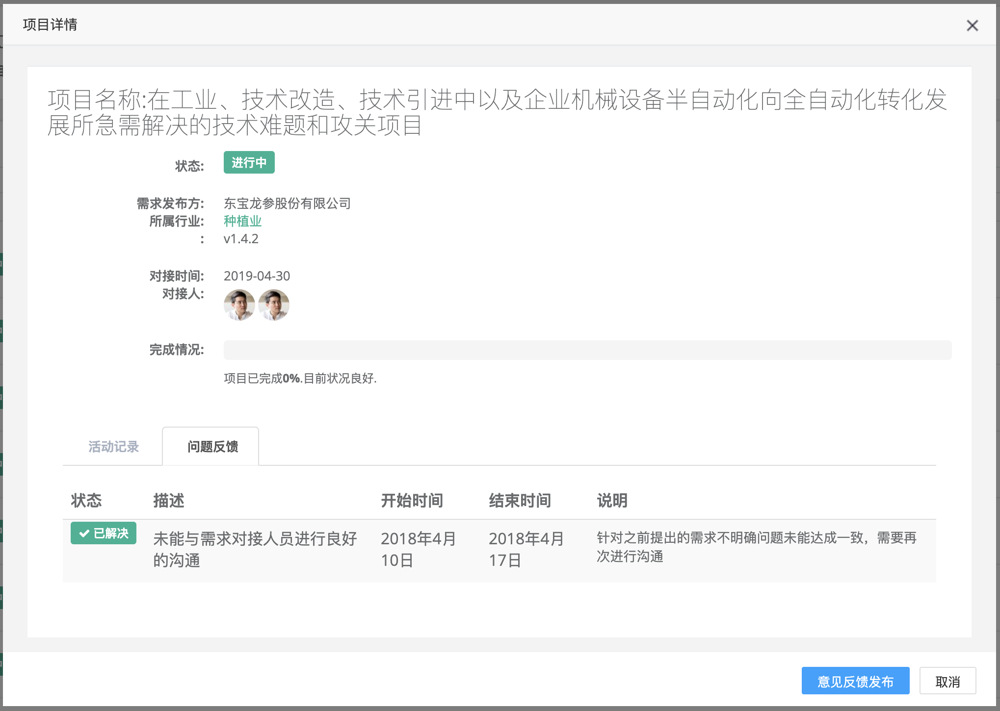 项目详情
项目名称:在工业、技术改造、技术引进中以及企业机械设备半自动化向全自动化转化发
展所急需解决的技术难题和攻关项目
状态: 进行中
需求发布方: 东宝龙参股份有限公司
所属行业: 种植业
: v1.4.2
对接时间: 2019-04-30
对接人:
完成情况:
项目已完成0%.目前状况良好.
活动记录 问题反馈
状态 描述 开始时间 结束时间 说明
已解决 未能与需求对接人员进行良好 2018年4月 2018年4月 针对之前提出的需求不明确问题未能达成一致，需要再
的沟通 10日 17日 次进行沟通
意见反馈发布 取消